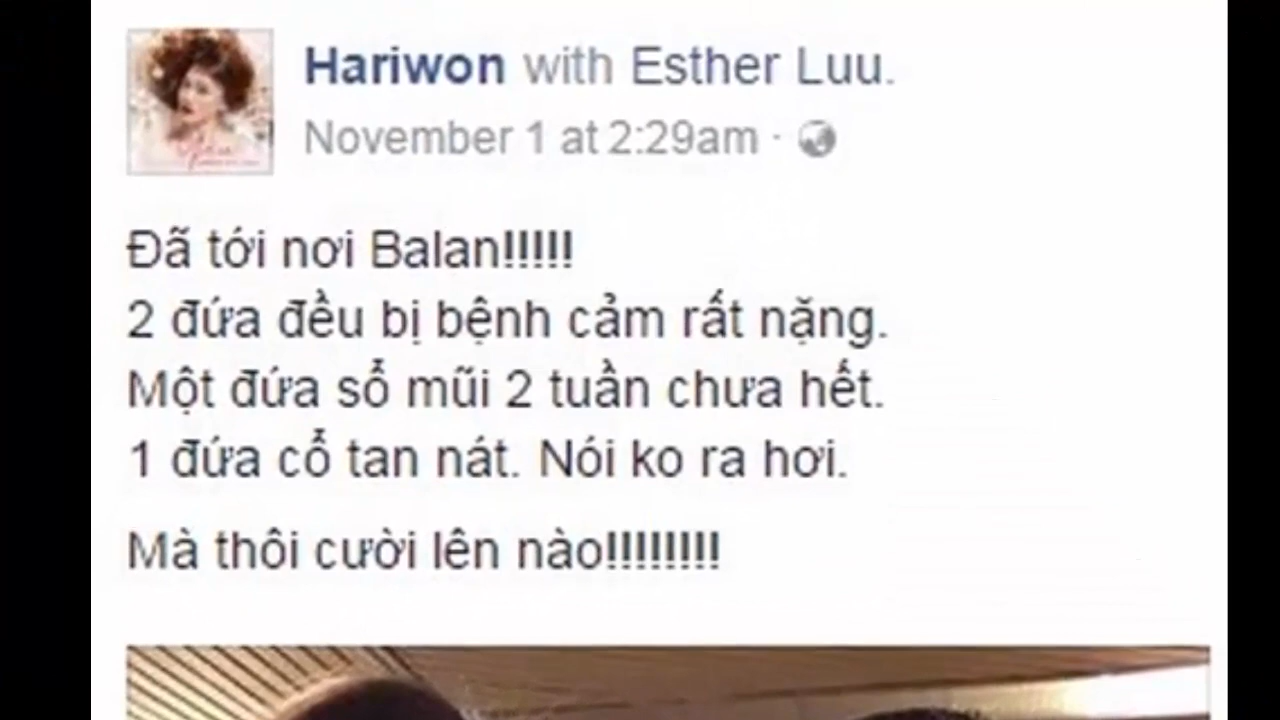 Hariwon with Esther Luu.
November 1 at 2:29am ·
Đã tới nơi Balan!!!!!
2 đứa đều bị bệnh cảm rất nặng.
Một đứa sổ mũi 2 tuần chưa hết.
1 đứa cổ tan nát. Nói ko ra hơi.
Mà thôi cười lên nào!!!!!!!!